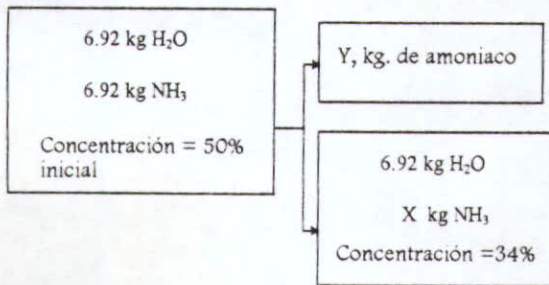 6.92 kg H₂O
6.92 kg NH₃
Concentración = 50%
inicial
Y, kg. de amoniaco
6.92 kg H₂O
X kg NH₃
Concentración =34%